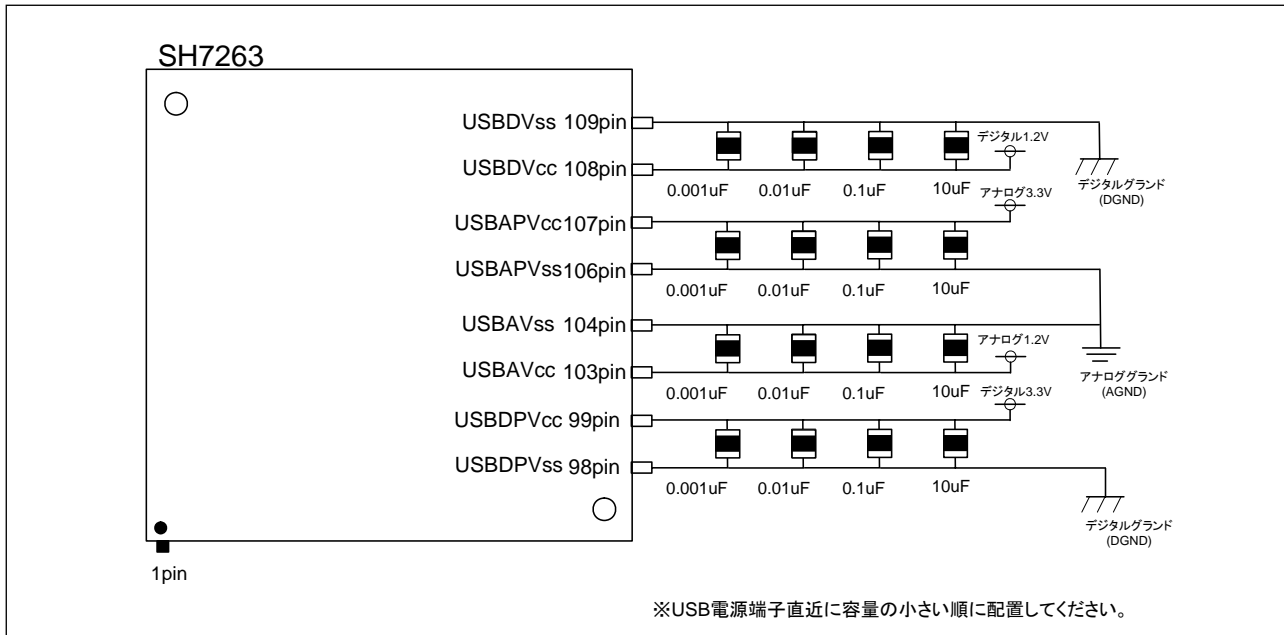 SH7263
USBDVss 109pin
デジタル1.2V
USBDVcc 108pin
0.001uF 0.01uF 0.1uF 10uF
デジタルグランド
(DGND)
アナログ3.3V
USBAPVcc107pin
USBAPVss106pin
0.001uF 0.01uF 0.1uF 10uF
USBAVss 104pin
アナログ1.2V
USBAVcc 103pin
0.001uF 0.01uF 0.1uF 10uF
アナロググランド
(AGND)
デジタル3.3V
USBDPVcc 99pin
USBDPVss 98pin
0.001uF 0.01uF 0.1uF 10uF
デジタルグランド
(DGND)
1pin
※USB電源端子直近に容量の小さい順に配置してください。